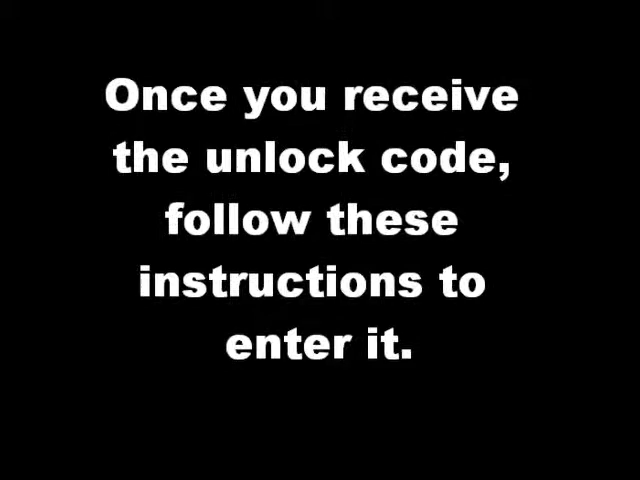 Once you receive
the unlock code,
follow these
instructions to
enter it.